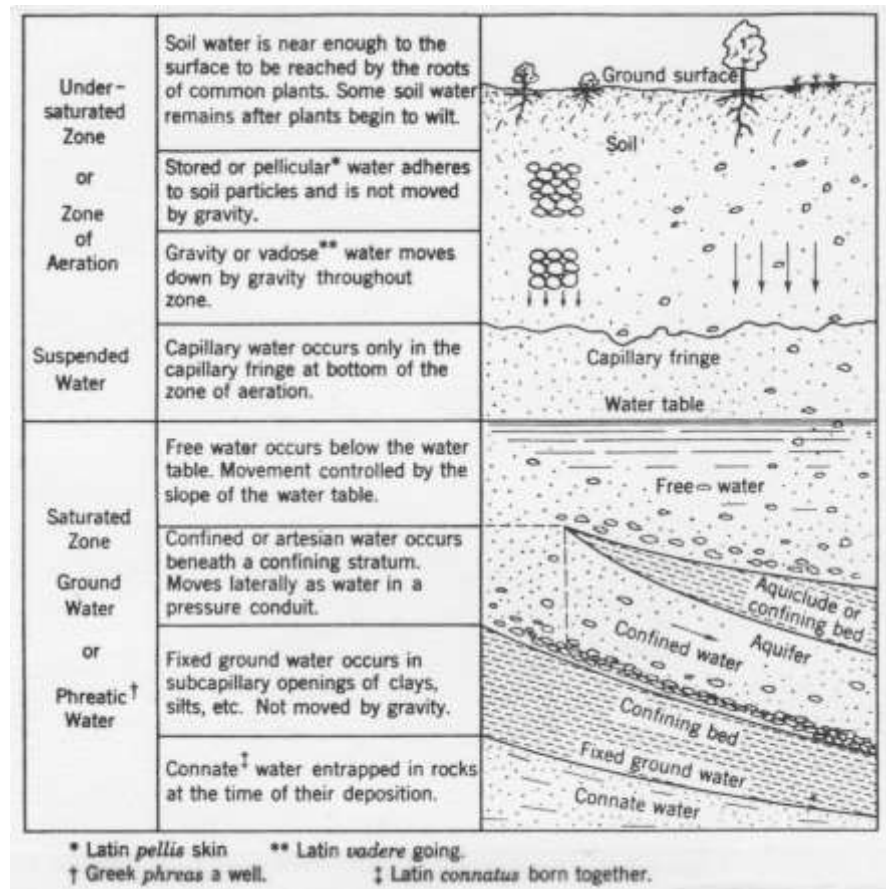 Under-
saturated
Zone
or
Zone
of
Aeration
Suspended
Water
Soil water is near enough to the
surface to be reached by the roots
of common plants. Some soil water
remains after plants begin to wilt.
Stored or pellicular* water adheres
to soil particles and is not moved
by gravity.
Gravity or vadose** water moves
down by gravity throughout
zone.
Capillary water occurs only in the
capillary fringe at bottom of the
zone of aeration.
Ground surface
Soil
Capillary fringe
Water table
Saturated
Zone
Ground
Water
or
Phreatic†
Water
Free water occurs below the water
table. Movement controlled by the
slope of the water table.
Confined or artesian water occurs
beneath a confining stratum.
Moves laterally as water in a
pressure conduit.
Fixed ground water occurs in
subcapillary openings of clays,
silts, etc. Not moved by gravity.
Connate‡ water entrapped in rocks
at the time of their deposition.
Free water
Aquiclude or
confining bed
Aquifer
Confined water
Confining bed
Fixed ground water
Connate water
* Latin pellis skin ** Latin vadere going.
† Greek phreas a well. ‡ Latin connatus born together.